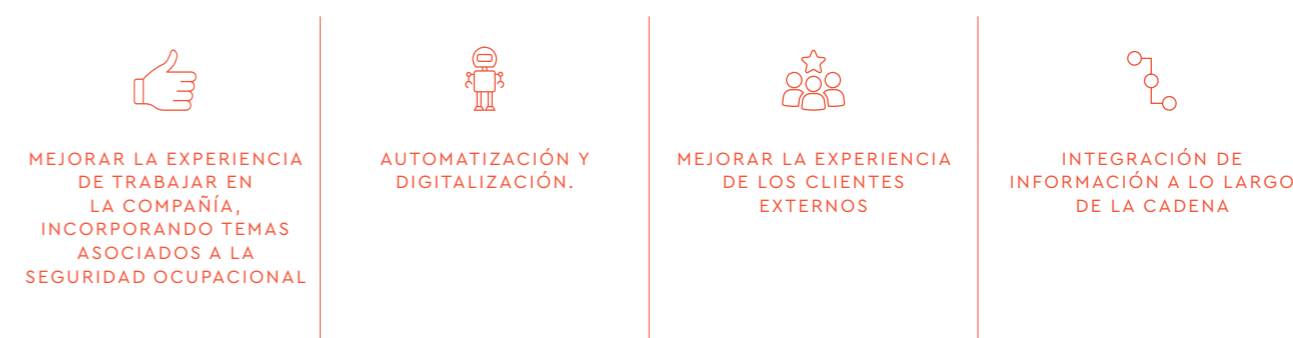 MEJORAR LA EXPERIENCIA
DE TRABAJAR EN
LA COMPAÑÍA,
INCORPORANDO TEMAS
ASOCIADOS A LA
SEGURIDAD OCUPACIONAL
AUTOMATIZACIÓN Y
DIGITALIZACIÓN.
MEJORAR LA EXPERIENCIA
DE LOS CLIENTES
EXTERNOS
INTEGRACIÓN DE
INFORMACIÓN A LO LARGO
DE LA CADENA